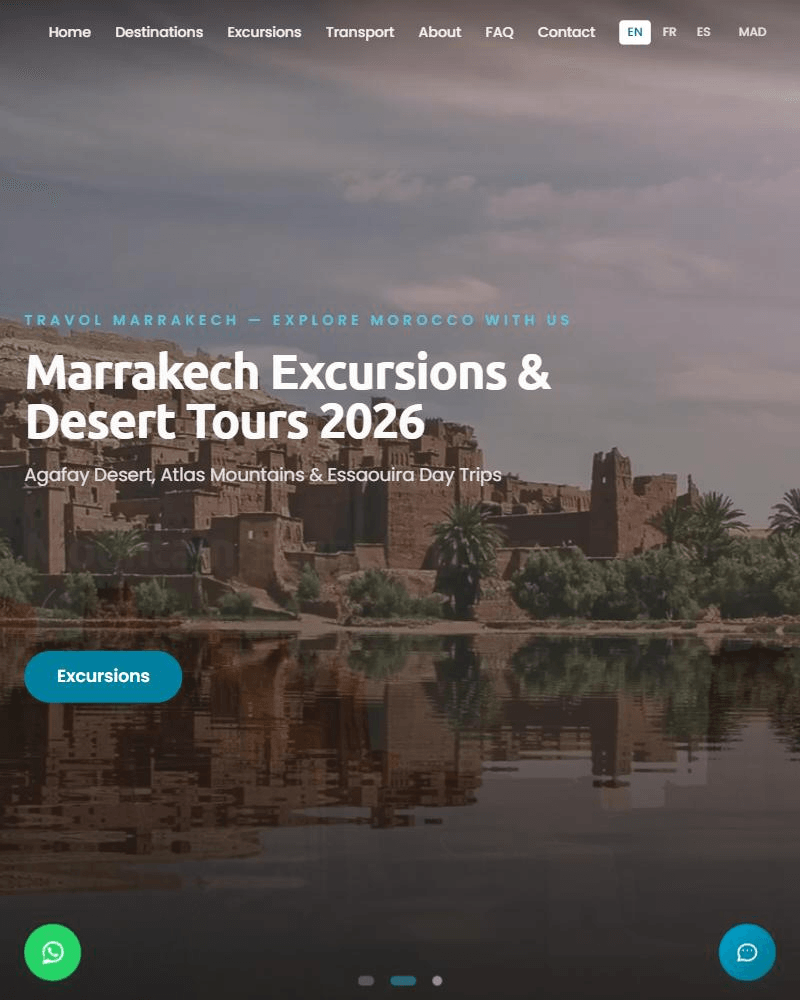 Home Destinations Excursions Transport About FAQ Contact EN FR ES MAD
TRAVOL MARRAKECH — EXPLORE MOROCCO WITH US
Marrakech Excursions &
Desert Tours 2026
Agafay Desert, Atlas Mountains & Essaouira Day Trips
Excursions